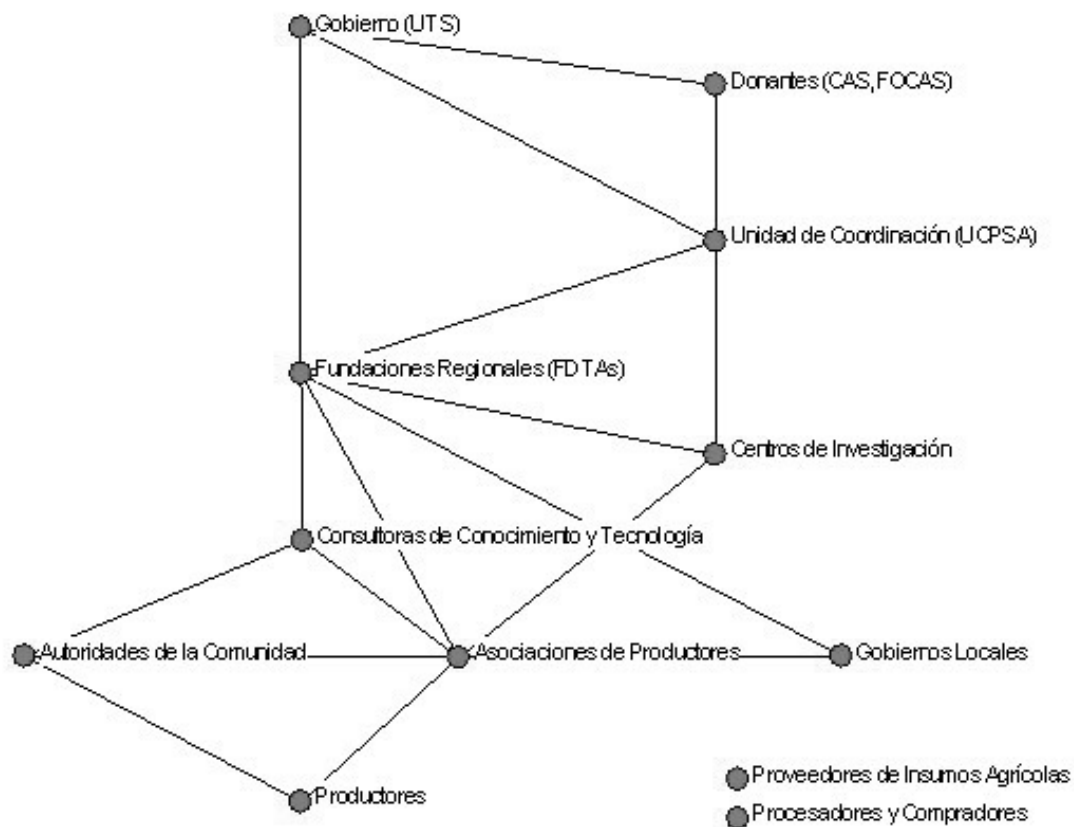 Gobierno (UTS)
Donantes (CAS,FOCAS)
Unidad de Coordinación (UCPSA)
Fundaciones Regionales (FDTAs)
Centros de Investigación
Consultoras de Conocimiento y Tecnología
Autoridades de la Comunidad
Asociaciones de Productores
Gobiernos Locales
Proveedores de Insumos Agrícolas
Productores
Procesadores y Compradores